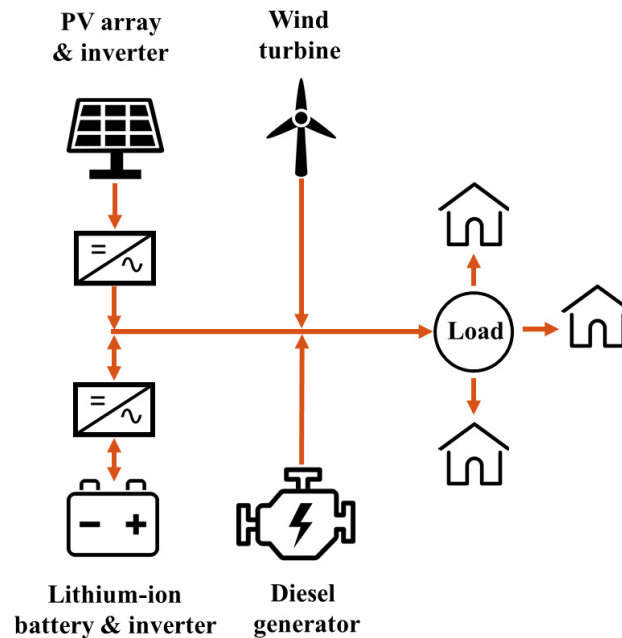 PV array
& inverter
Wind
turbine
Load
Lithium-ion
battery & inverter
Diesel
generator